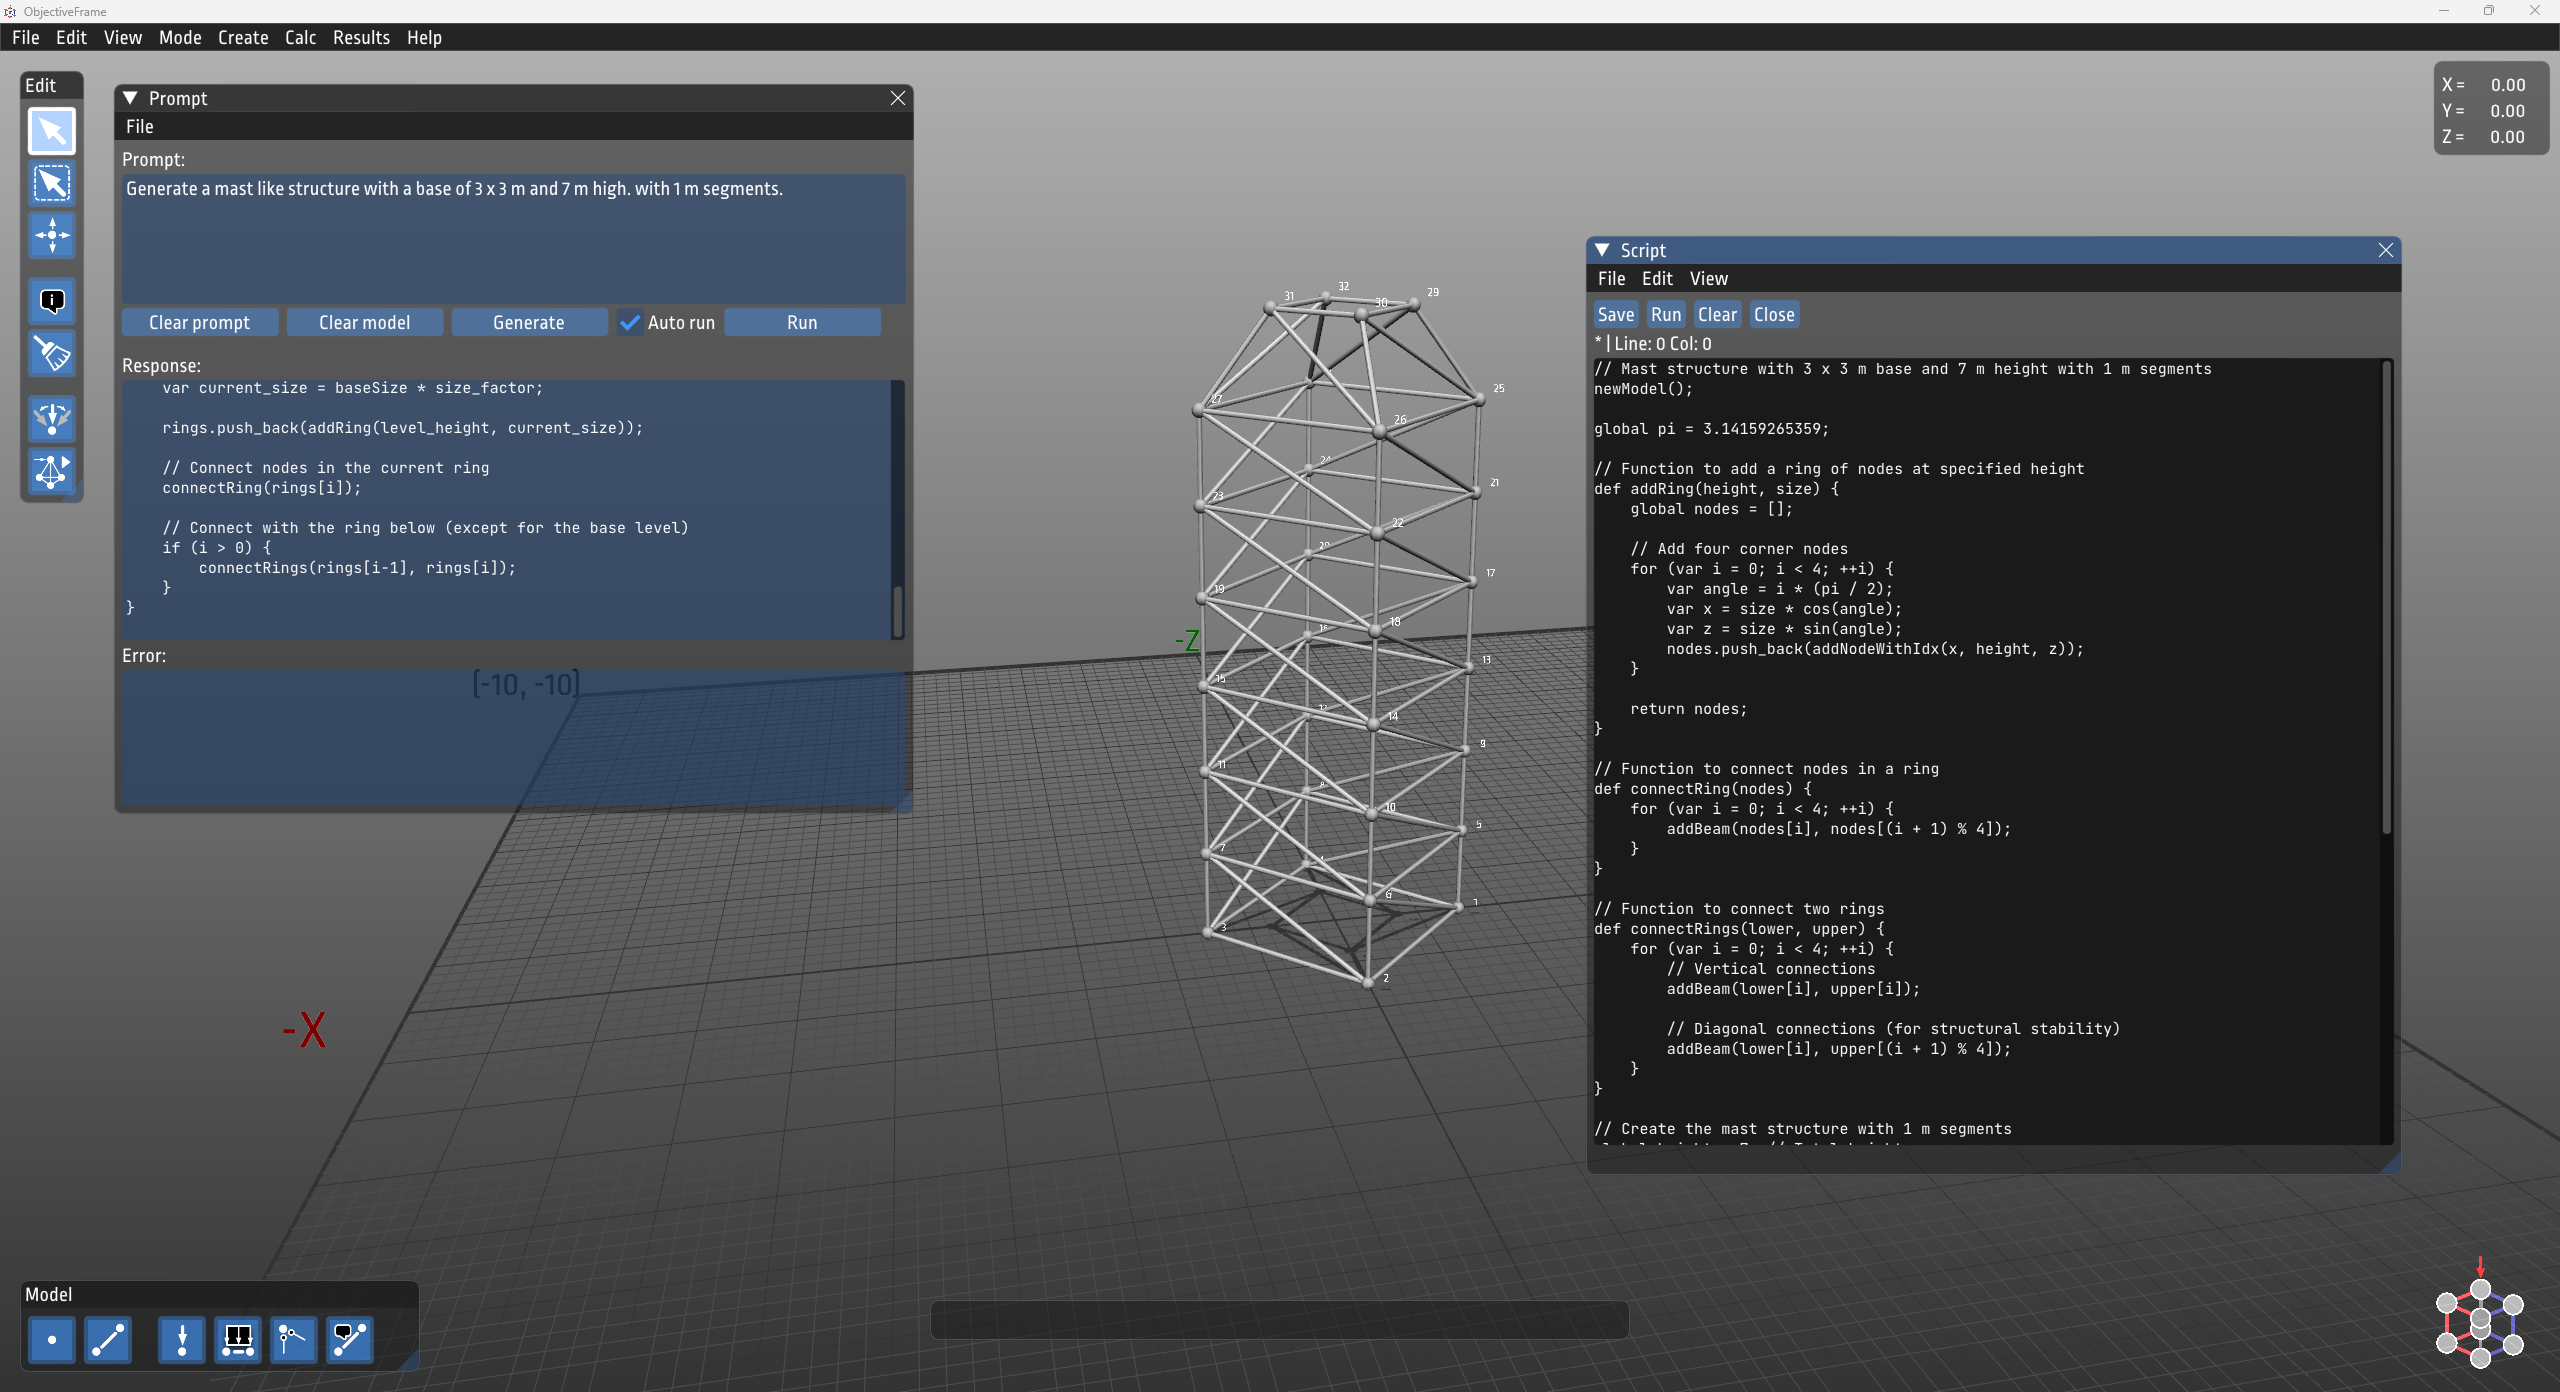 ObjectiveFrame
File Edit View Mode Create Calc Results Help
Edit
X = 0.00
Y = 0.00
Z = 0.00
Prompt
File
Prompt:
Generate a mast like structure with a base of 3 x 3 m and 7 m high. with 1 m segments.
Clear prompt Clear model Generate Auto run Run
Response:
var current_size = baseSize * size_factor;
rings.push_back(addRing(level_height, current_size));
// Connect nodes in the current ring
connectRing(rings[i]);
// Connect with the ring below (except for the base level)
if (i > 0) {
connectRings(rings[i-1], rings[i]);
}
}
Error:
[-10, -10]
-X
-Z
31 32 30 29
27 25
26
24
23 21
22
20
19 17
18
16
15 13
14
12
11 9
10
8
7 5
6
4
3 1
2
Script
File Edit View
Save Run Clear Close
* | Line: 0 Col: 0
// Mast structure with 3 x 3 m base and 7 m height with 1 m segments
newModel();
global pi = 3.14159265359;
// Function to add a ring of nodes at specified height
def addRing(height, size) {
global nodes = [];
// Add four corner nodes
for (var i = 0; i < 4; ++i) {
var angle = i * (pi / 2);
var x = size * cos(angle);
var z = size * sin(angle);
nodes.push_back(addNodeWithIdx(x, height, z));
}
return nodes;
}
// Function to connect nodes in a ring
def connectRing(nodes) {
for (var i = 0; i < 4; ++i) {
addBeam(nodes[i], nodes[(i + 1) % 4]);
}
}
// Function to connect two rings
def connectRings(lower, upper) {
for (var i = 0; i < 4; ++i) {
// Vertical connections
addBeam(lower[i], upper[i]);
// Diagonal connections (for structural stability)
addBeam(lower[i], upper[(i + 1) % 4]);
}
}
// Create the mast structure with 1 m segments
Model